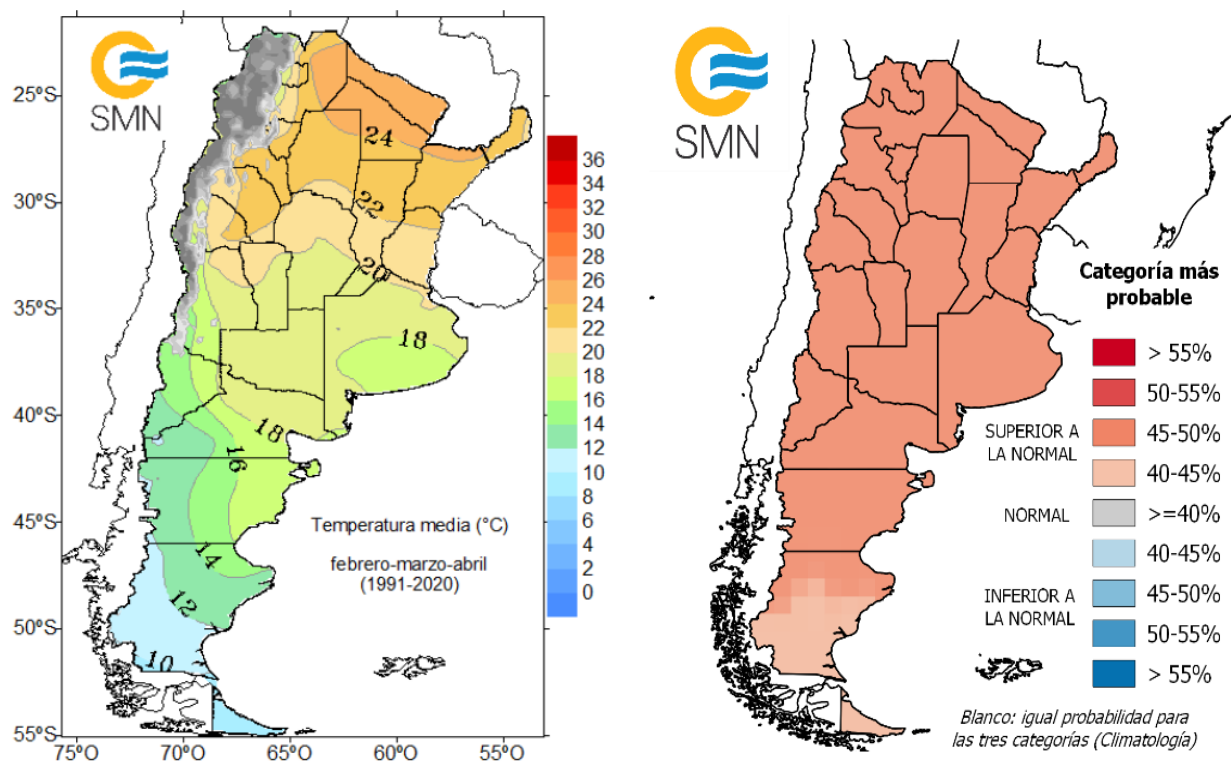 SMN
25°S
30°S
35°S
40°S
45°S
50°S
55°S
75°O
70°O
65°O
60°O
55°O
24
22
20
18
18
16
14
12
10
36
34
32
30
28
26
24
22
20
18
16
14
12
10
8
6
4
2
0
Temperatura media (°C)
febrero-marzo-abril
(1991-2020)
SMN
Categoría más
probable
> 55%
50-55%
SUPERIOR A
LA NORMAL
45-50%
40-45%
NORMAL
>=40%
40-45%
INFERIOR A
LA NORMAL
45-50%
50-55%
> 55%
Blanco: igual probabilidad para
las tres categorías (Climatología)